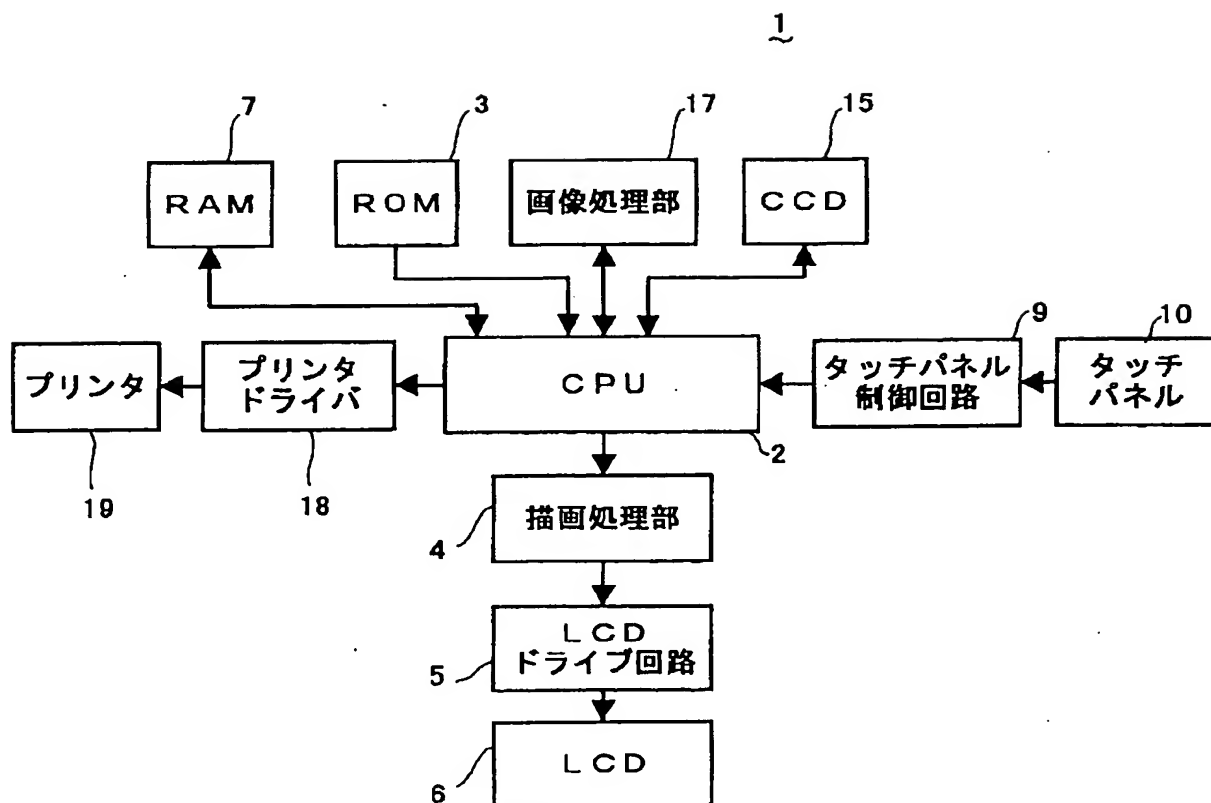 1
7
3
17
15
RAM
ROM
画像処理部
CCD
9
10
プリンタ
プリンタ
ドライバ
CPU
タッチパネル
制御回路
タッチ
パネル
19
18
2
描画処理部
4
LCD
ドライブ回路
5
LCD
6